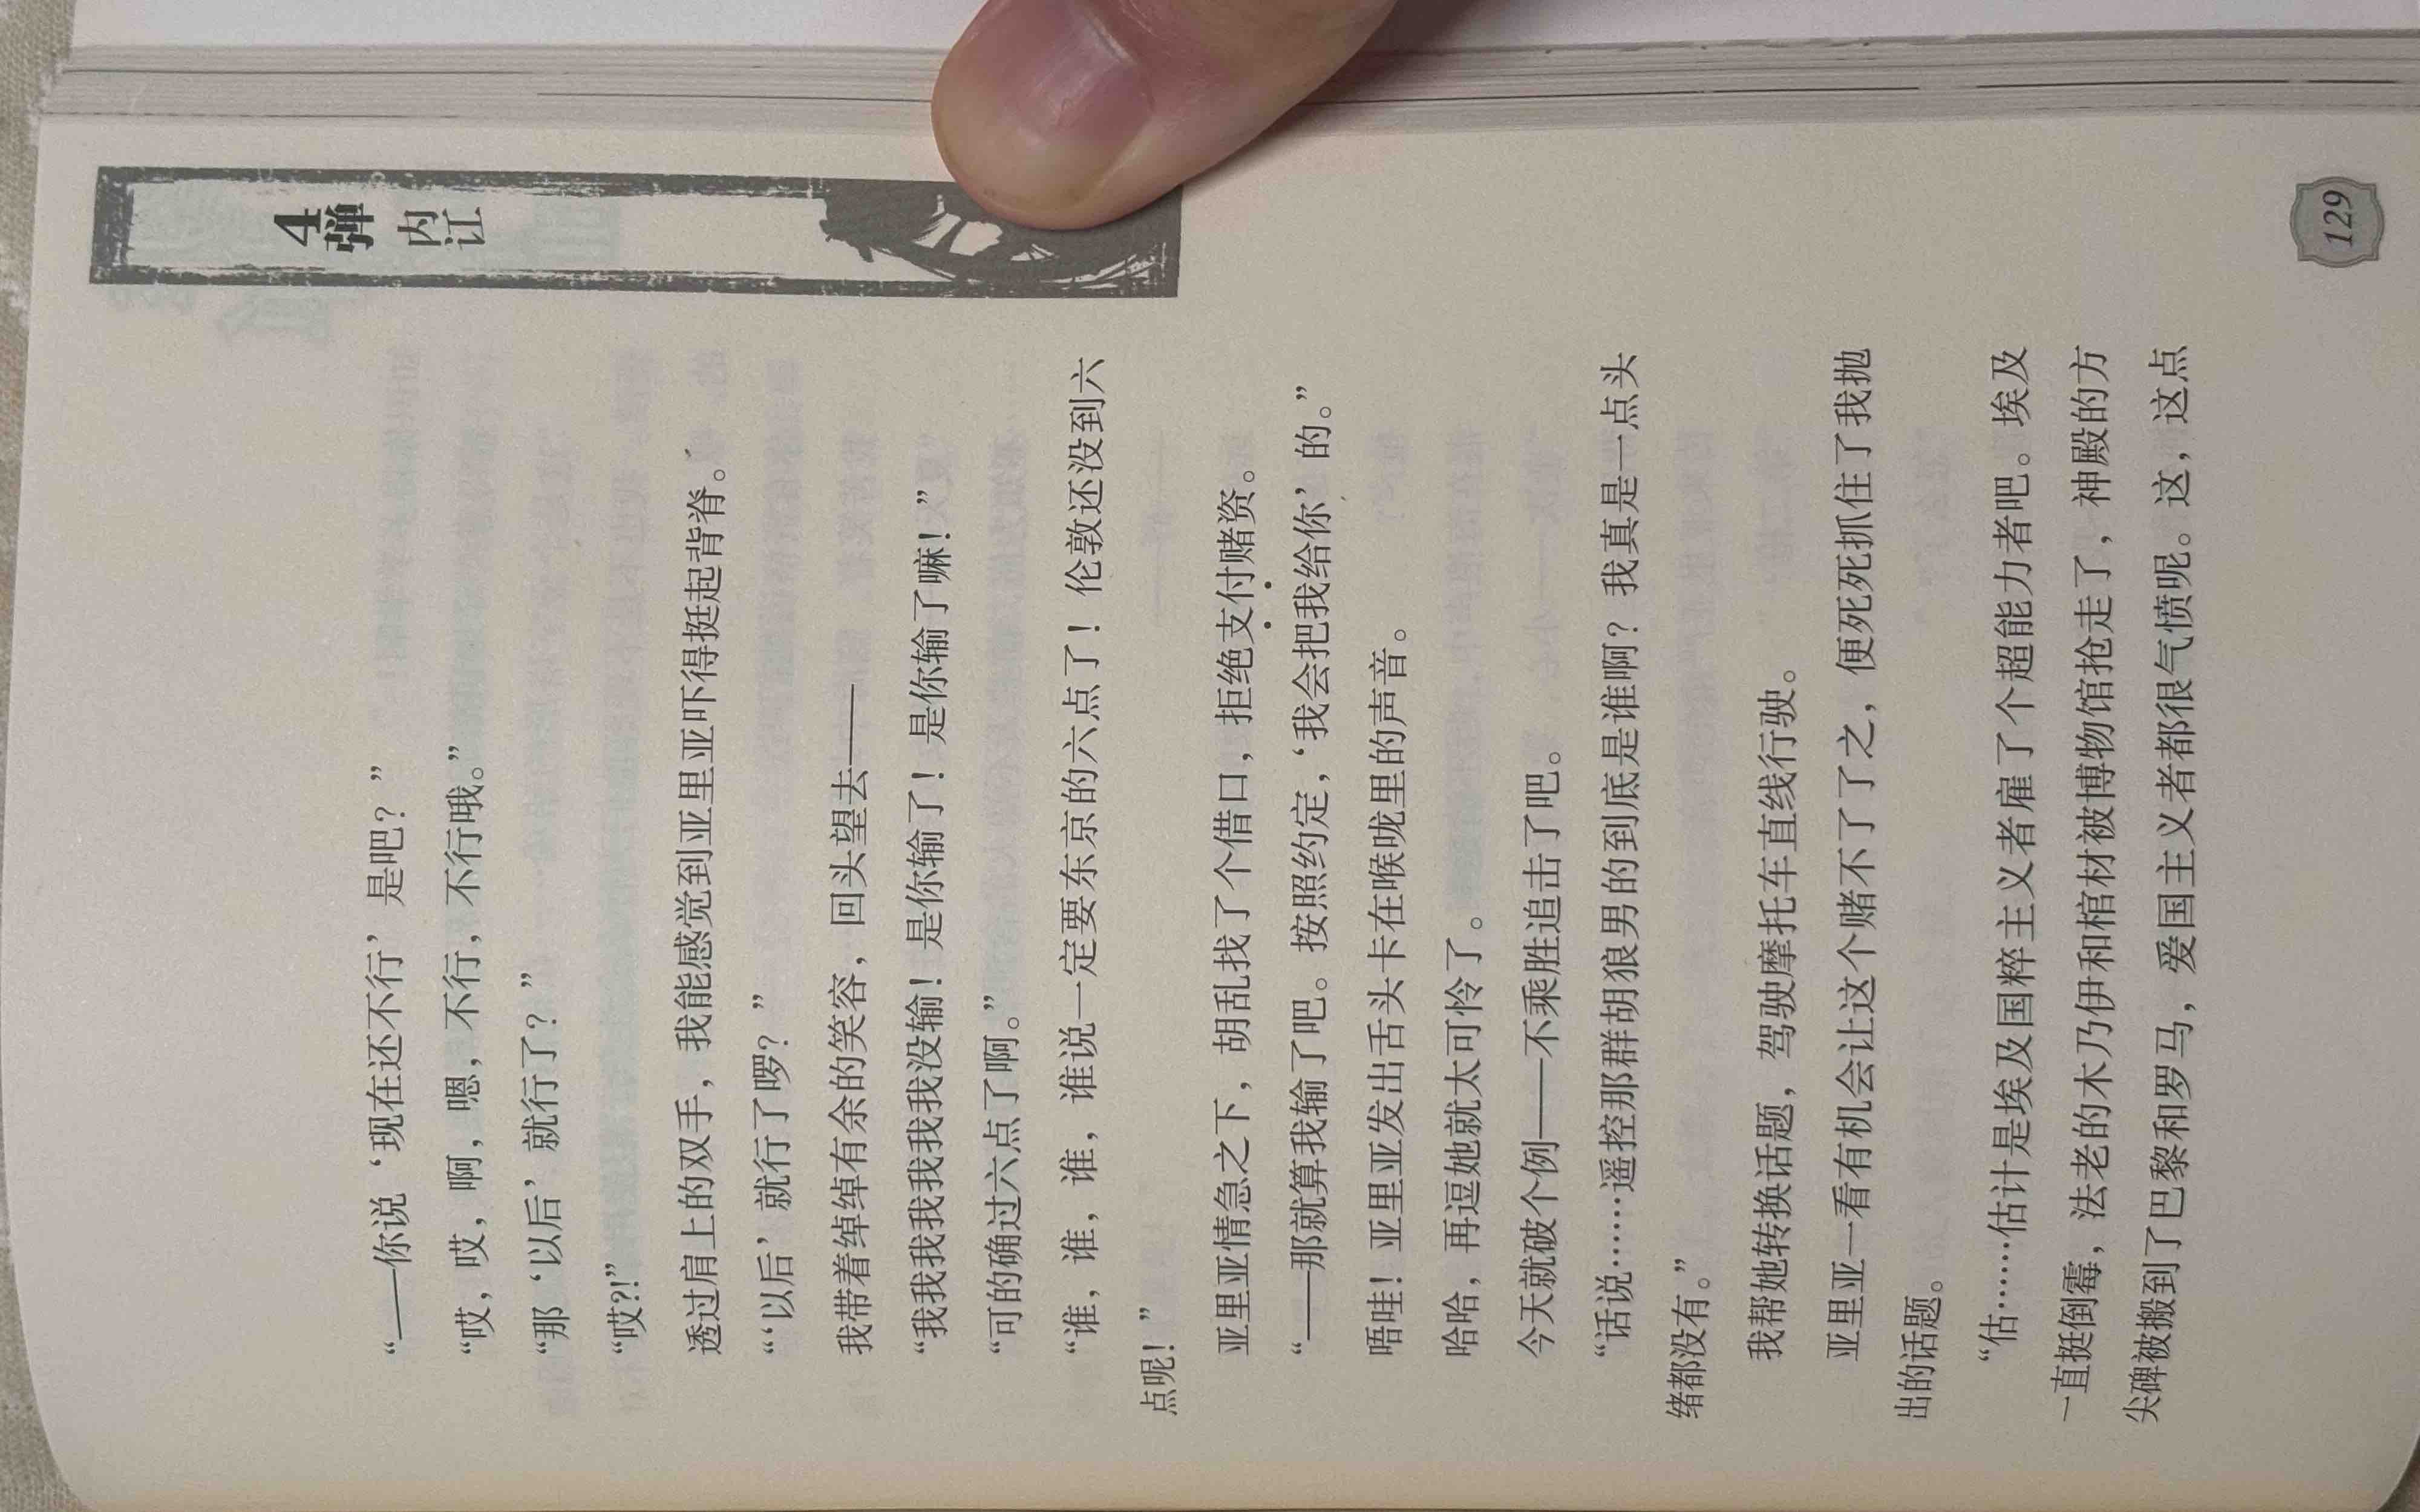 4弹 内讧
“——你说‘现在还不行’是吧？”
“哎，哎，啊，嗯，不行，不行哦。”
“那‘以后’就行了？”
“哎?!”
透过肩上的双手，我能感觉到亚里亚吓得挺起背脊。
“‘以后’就行了啰？”
我带着绰绰有余的笑容，回头望去——
“我我我我我我我没输！是你输了！是你输了嘛！”
“可的确过六点了啊。”
“谁，谁，谁，谁说一定要东京的六点了！伦敦还没到六
点呢！”
亚里亚情急之下，胡乱找了个借口，拒绝支付赌资。
“——那就算我输了吧。按照约定，‘我会把我给你’的。”
唔哇！亚里亚发出舌头卡在喉咙里的声音。
哈哈，再逗她就太可怜了。
今天就破个例——不乘胜追击了吧。
“话说……遥控那群胡狼男的到底是谁啊？我真是一点头
绪都没有。”
我帮她转换话题，驾驶摩托车直线行驶。
亚里亚一看有机会让这个赌不了了之，便死死抓住了我抛
出的话题。
“估……估计是埃及国粹主义者雇了个超能力者吧。埃及
一直挺倒霉，法老的木乃伊和棺材被博物馆抢走了，神殿的方
尖碑被搬到了巴黎和罗马，爱国主义者都很气愤呢。这，这点
129